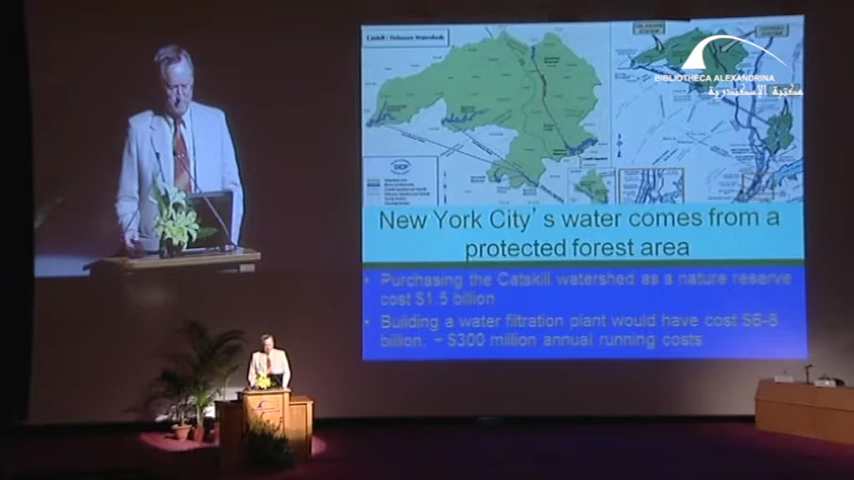 Catskill / Delaware Watersheds
BIBLIOTHECA ALEXANDRINA
مكتبة الإسكندرية
New York City's water comes from a
protected forest area
• Purchasing the Catskill watershed as a nature reserve
cost $1.5 billion
• Building a water filtration plant would have cost $6-8
billion, + $300 million annual running costs